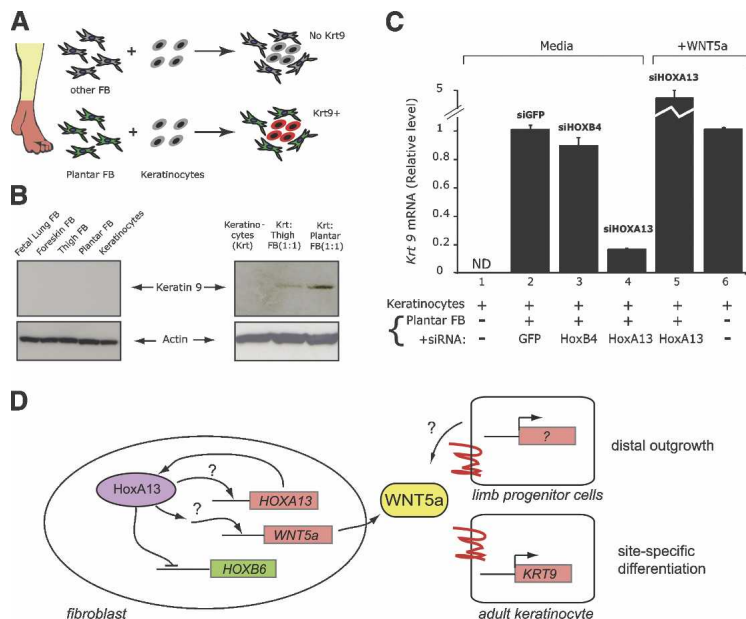 A
other FB
+
No Krt9
Plantar FB
+
Keratinocytes
Krt9+
B
Fetal Lung FB
Foreskin FB
Thigh FB
Plantar FB
Keratinocytes
Keratino-
cytes
(Krt)
Krt:
Thigh
FB(1:1)
Krt:
Plantar
FB(1:1)
Keratin 9
Actin
C
Media
+WNT5a
Krt 9 mRNA (Relative level)
5
1
0.8
0.6
0.4
0.2
0
ND
siGFP
siHOXB4
siHOXA13
siHOXA13
1 2 3 4 5 6
Keratinocytes + + + + + +
{ Plantar FB - + + + + -
+siRNA: - GFP HoxB4 HoxA13 HoxA13 -
D
HoxA13
?
HOXA13
?
WNT5a
HOXB6
fibroblast
WNT5a
?
?
limb progenitor cells
distal outgrowth
KRT9
adult keratinocyte
site-specific
differentiation